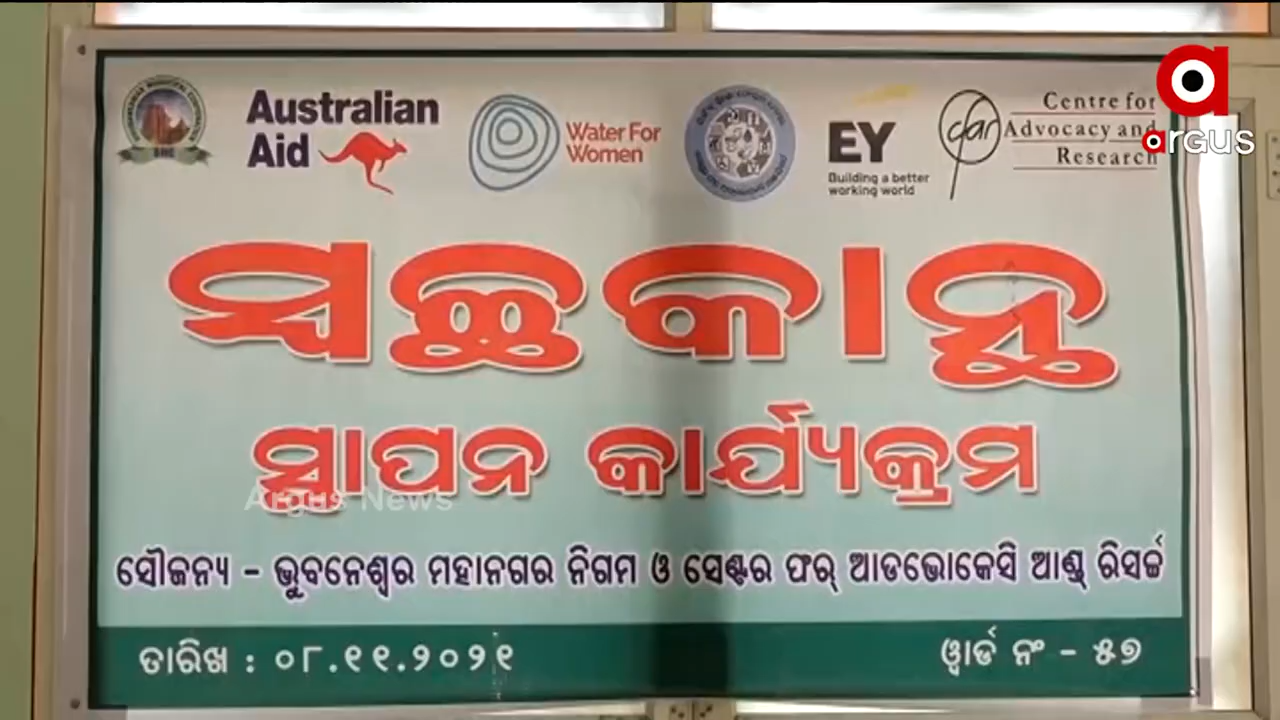 Australian
Aid
Water For
Women
EY
Building a better
working world
cfar
Centre for
Advocacy and
Research
argus
ସ୍ୱଚ୍ଛକାନ୍ଥ
ସ୍ଥାପନ କାର୍ଯ୍ୟକ୍ରମ
Argus News
ସୌଜନ୍ୟ - ଭୁବନେଶ୍ୱର ମହାନଗର ନିଗମ ଓ ସେଣ୍ଟର ଫର୍ ଆଡଭୋକେସି ଆଣ୍ଡ୍ ରିସର୍ଚ୍ଚ
ତାରିଖ : ୦୮.୧୧.୨୦୨୧
ୱାର୍ଡ ନଂ - ୫୭